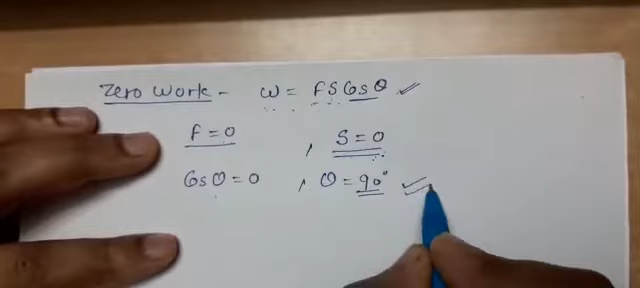 Zero Work - W = FS Cos θ ✓
F = 0 , S = 0
Cos θ = 0 , θ = 90° ✓